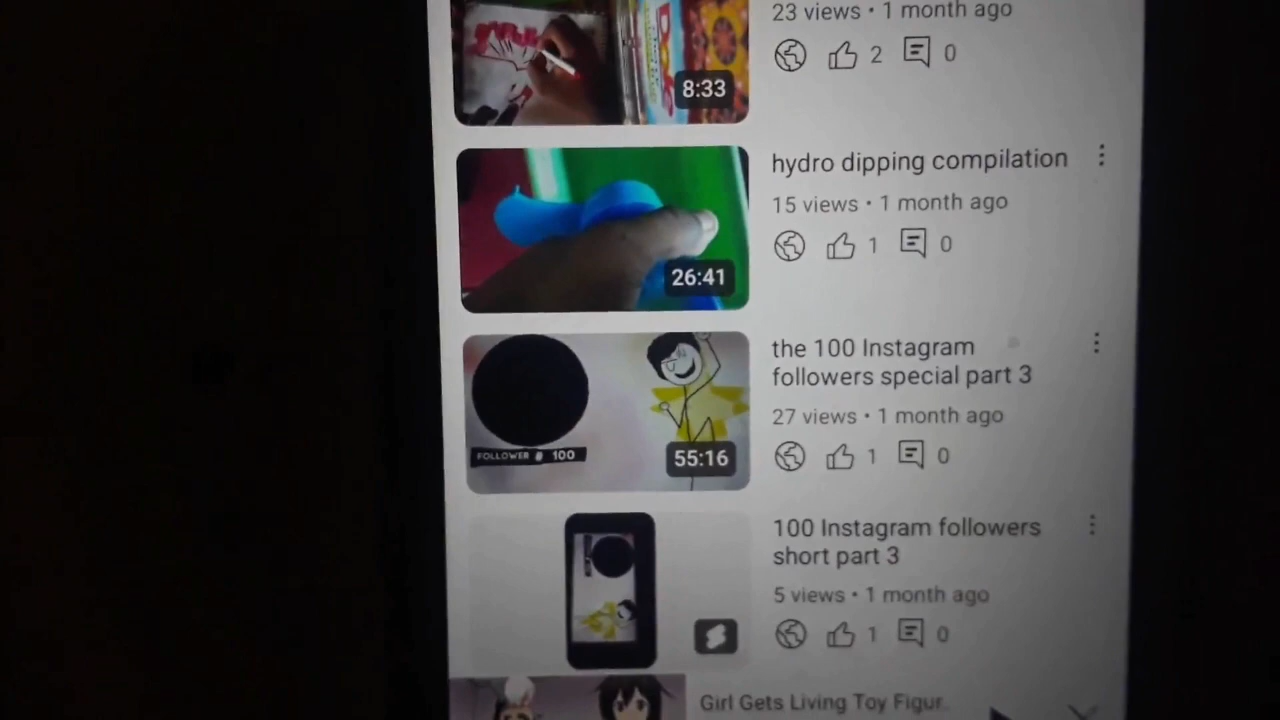 23 views • 1 month ago
2 0
8:33
hydro dipping compilation
15 views • 1 month ago
1 0
26:41
the 100 Instagram
followers special part 3
27 views • 1 month ago
1 0
FOLLOWER # 100
55:16
100 Instagram followers
short part 3
5 views • 1 month ago
1 0
Girl Gets Living Toy Figur